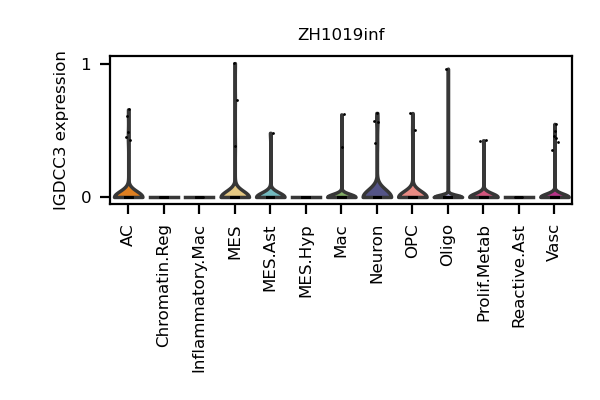 ZH1019inf
IGDCC3 expression
1
0
AC
Chromatin.Reg
Inflammatory.Mac
MES
MES.Ast
MES.Hyp
Mac
Neuron
OPC
Oligo
Prolif.Metab
Reactive.Ast
Vasc